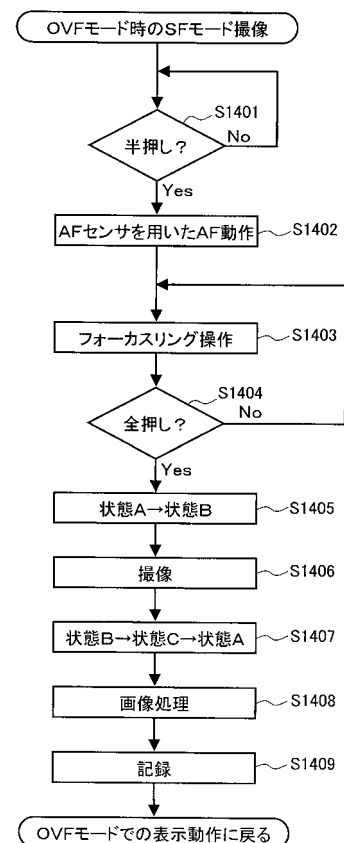 OVFモード時のSFモード撮像
S1401
半押し?
No
Yes
AFセンサを用いたAF動作
S1402
フォーカスリング操作
S1403
S1404
全押し?
No
Yes
状態A→状態B
S1405
撮像
S1406
状態B→状態C→状態A
S1407
画像処理
S1408
記録
S1409
OVFモードでの表示動作に戻る